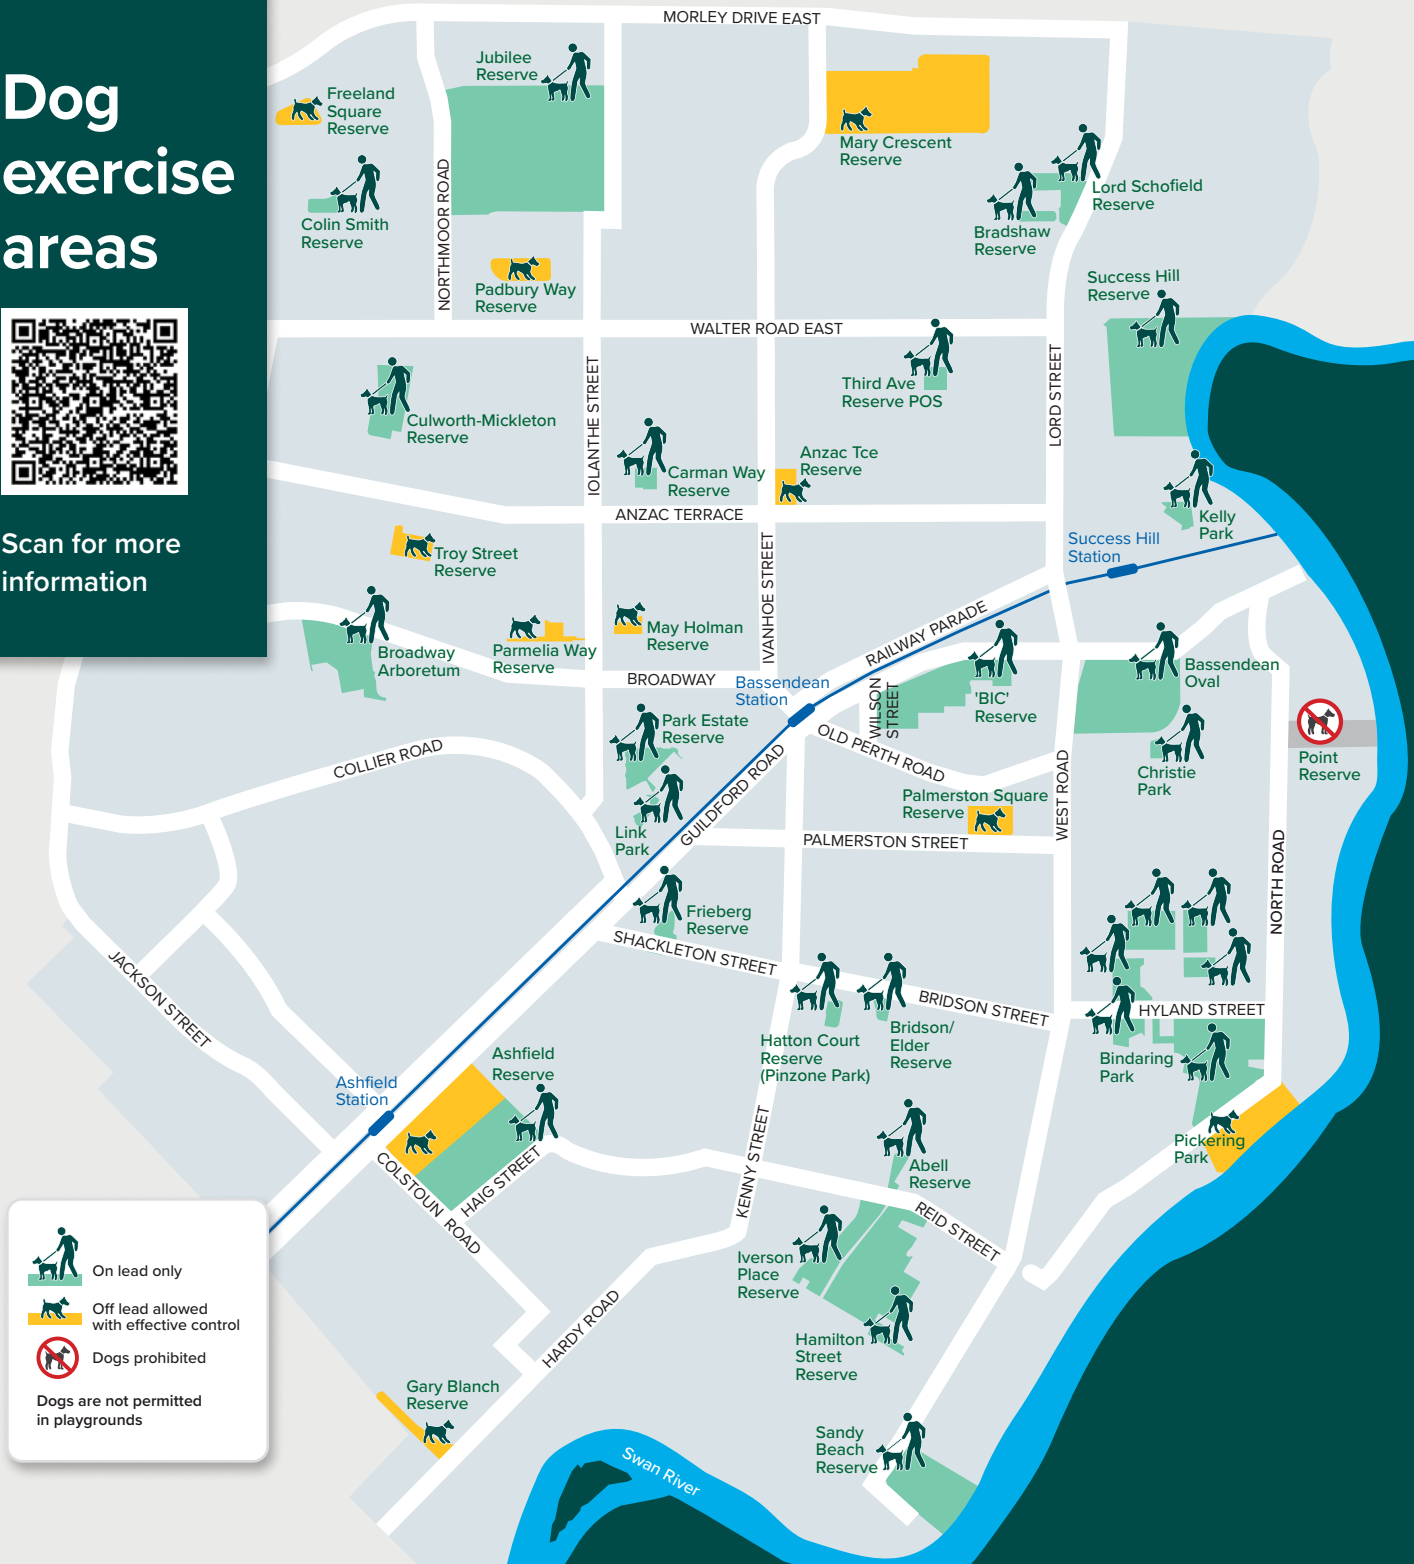 Dog
exercise
areas
Scan for more
information
MORLEY DRIVE EAST
Jubilee
Reserve
Freeland
Square
Reserve
Mary Crescent
Reserve
Colin Smith
Reserve
NORTHMOOR ROAD
Lord Schofield
Reserve
Bradshaw
Reserve
Padbury Way
Reserve
Success Hill
Reserve
WALTER ROAD EAST
Third Ave
Reserve POS
LORD STREET
IOLANTHE STREET
Culworth-Mickleton
Reserve
Carman Way
Reserve
Anzac Tce
Reserve
ANZAC TERRACE
Kelly
Park
Success Hill
Station
Troy Street
Reserve
IVANHOE STREET
RAILWAY PARADE
Broadway
Arboretum
Parmelia Way
Reserve
May Holman
Reserve
BROADWAY
Bassendean
Station
WILSON
STREET
'BIC'
Reserve
Bassendean
Oval
Park Estate
Reserve
OLD PERTH ROAD
Point
Reserve
COLLIER ROAD
GUILDFORD ROAD
WEST ROAD
Christie
Park
Palmerston Square
Reserve
Link
Park
PALMERSTON STREET
NORTH ROAD
Frieberg
Reserve
SHACKLETON STREET
JACKSON STREET
BRIDSON STREET
HYLAND STREET
Hatton Court
Reserve
(Pinzone Park)
Bridson/
Elder
Reserve
Bindaring
Park
Ashfield
Reserve
Ashfield
Station
KENNY STREET
Pickering
Park
COLSTOUN ROAD
HAIG STREET
Abell
Reserve
REID STREET
Iverson
Place
Reserve
HARDY ROAD
Hamilton
Street
Reserve
Gary Blanch
Reserve
Sandy
Beach
Reserve
Swan River
On lead only
Off lead allowed
with effective control
Dogs prohibited
Dogs are not permitted
in playgrounds